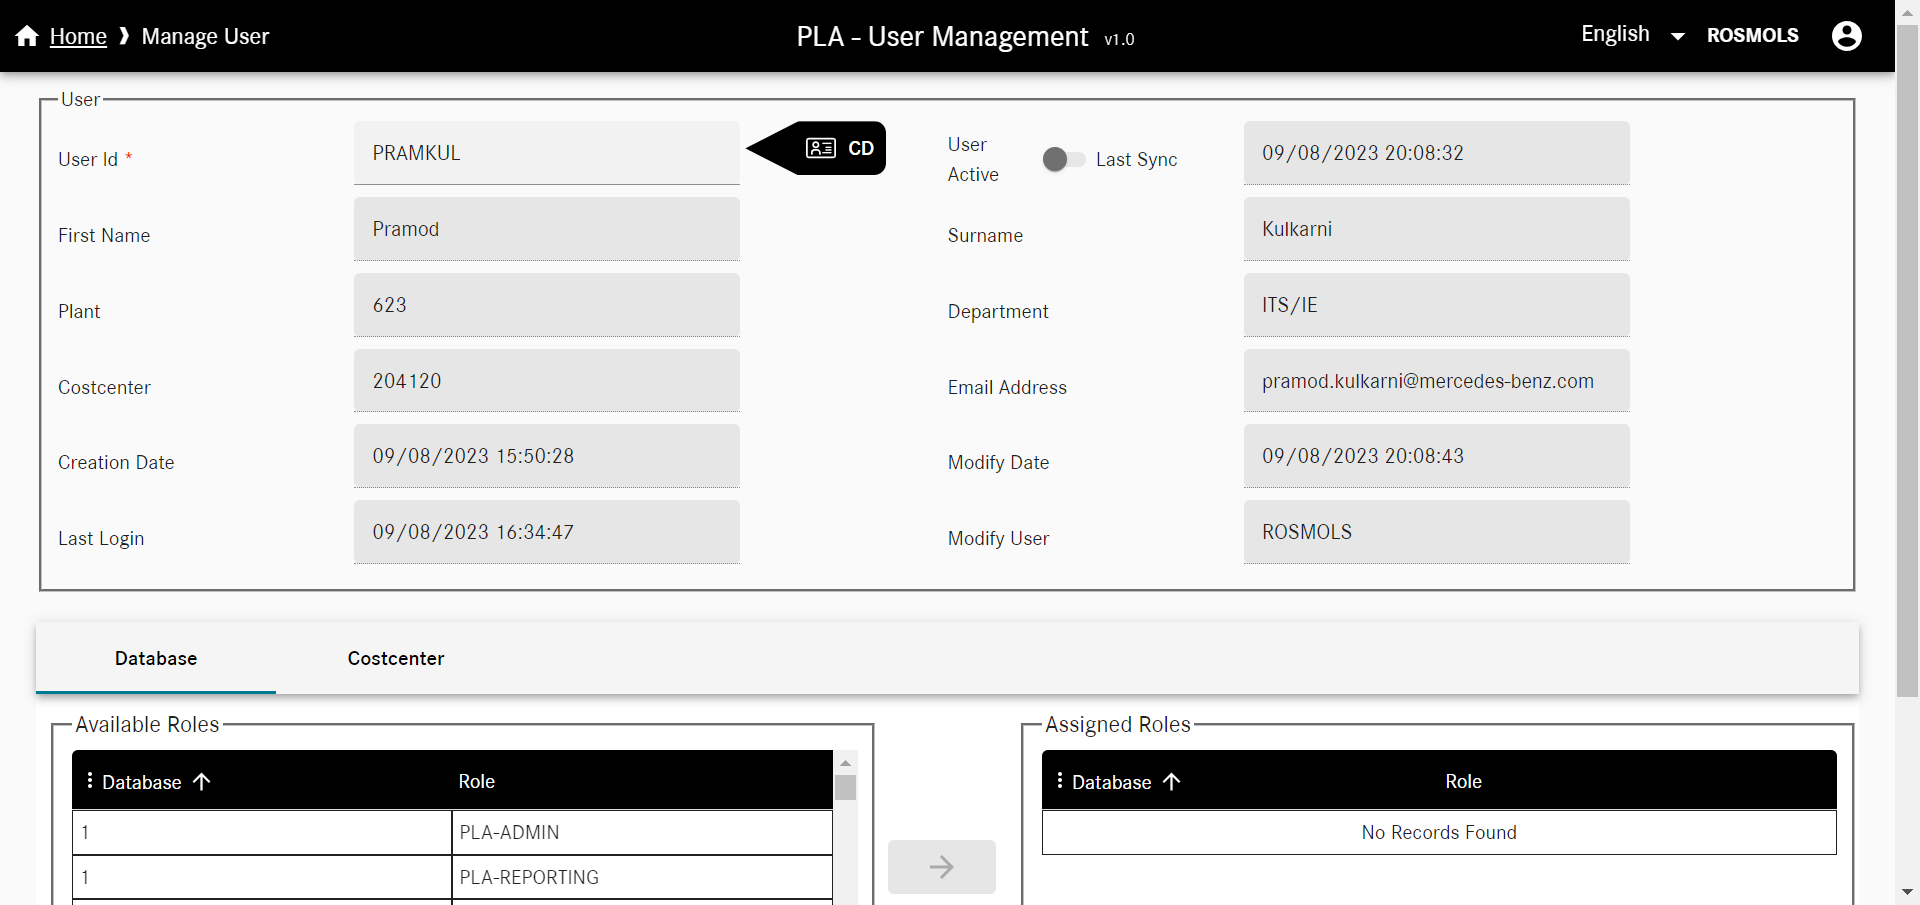 Home ❱ Manage User
PLA - User Management v1.0
English
ROSMOLS
User
User Id *
PRAMKUL
CD
User Active
Last Sync
09/08/2023 20:08:32
First Name
Pramod
Surname
Kulkarni
Plant
623
Department
ITS/IE
Costcenter
204120
Email Address
pramod.kulkarni@mercedes-benz.com
Creation Date
09/08/2023 15:50:28
Modify Date
09/08/2023 20:08:43
Last Login
09/08/2023 16:34:47
Modify User
ROSMOLS
Database
Costcenter
Available Roles
Database
Role
1
PLA-ADMIN
1
PLA-REPORTING
Assigned Roles
Database
Role
No Records Found